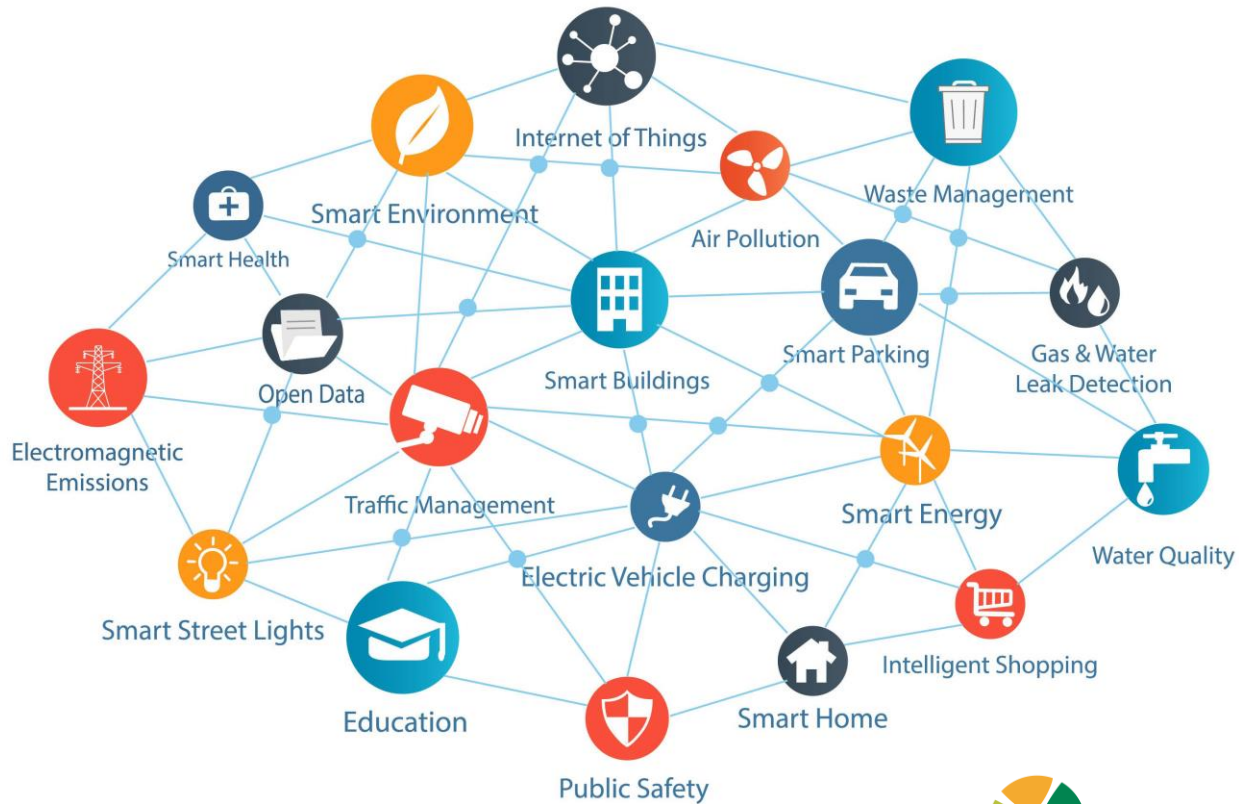 Internet of Things
Waste Management
Smart Environment
Air Pollution
Smart Health
Smart Parking
Gas & Water
Leak Detection
Smart Buildings
Open Data
Electromagnetic
Emissions
Traffic Management
Smart Energy
Water Quality
Electric Vehicle Charging
Smart Street Lights
Intelligent Shopping
Education
Smart Home
Public Safety